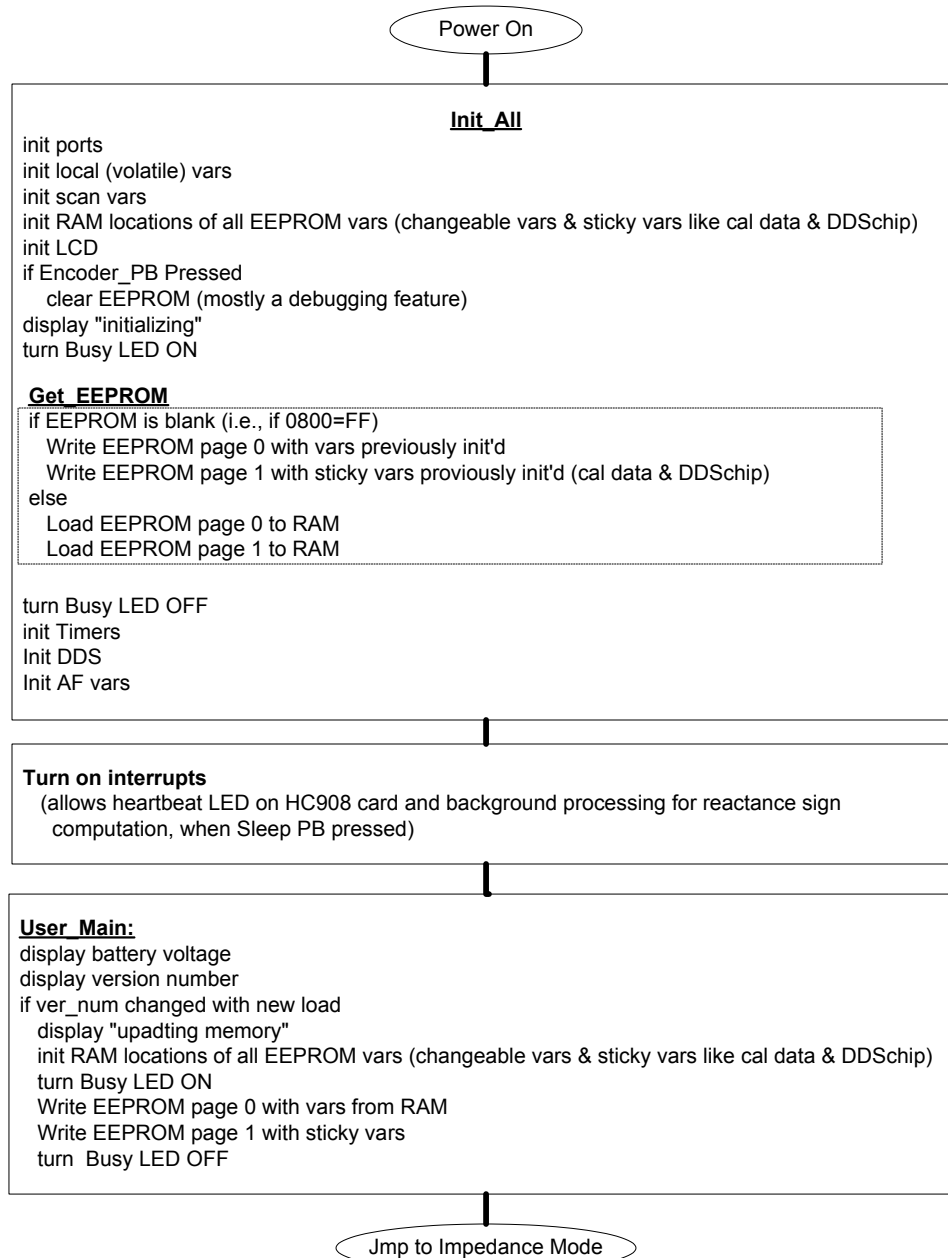 Power On
Init_All
init ports
init local (volatile) vars
init scan vars
init RAM locations of all EEPROM vars (changeable vars & sticky vars like cal data & DDSchip)
init LCD
if Encoder_PB Pressed
clear EEPROM (mostly a debugging feature)
display "initializing"
turn Busy LED ON
Get_EEPROM
if EEPROM is blank (i.e., if 0800=FF)
Write EEPROM page 0 with vars previously init'd
Write EEPROM page 1 with sticky vars proviously init'd (cal data & DDSchip)
else
Load EEPROM page 0 to RAM
Load EEPROM page 1 to RAM
turn Busy LED OFF
init Timers
Init DDS
Init AF vars
Turn on interrupts
(allows heartbeat LED on HC908 card and background processing for reactance sign
computation, when Sleep PB pressed)
User_Main:
display battery voltage
display version number
if ver_num changed with new load
display "upadting memory"
init RAM locations of all EEPROM vars (changeable vars & sticky vars like cal data & DDSchip)
turn Busy LED ON
Write EEPROM page 0 with vars from RAM
Write EEPROM page 1 with sticky vars
turn Busy LED OFF
Jmp to Impedance Mode